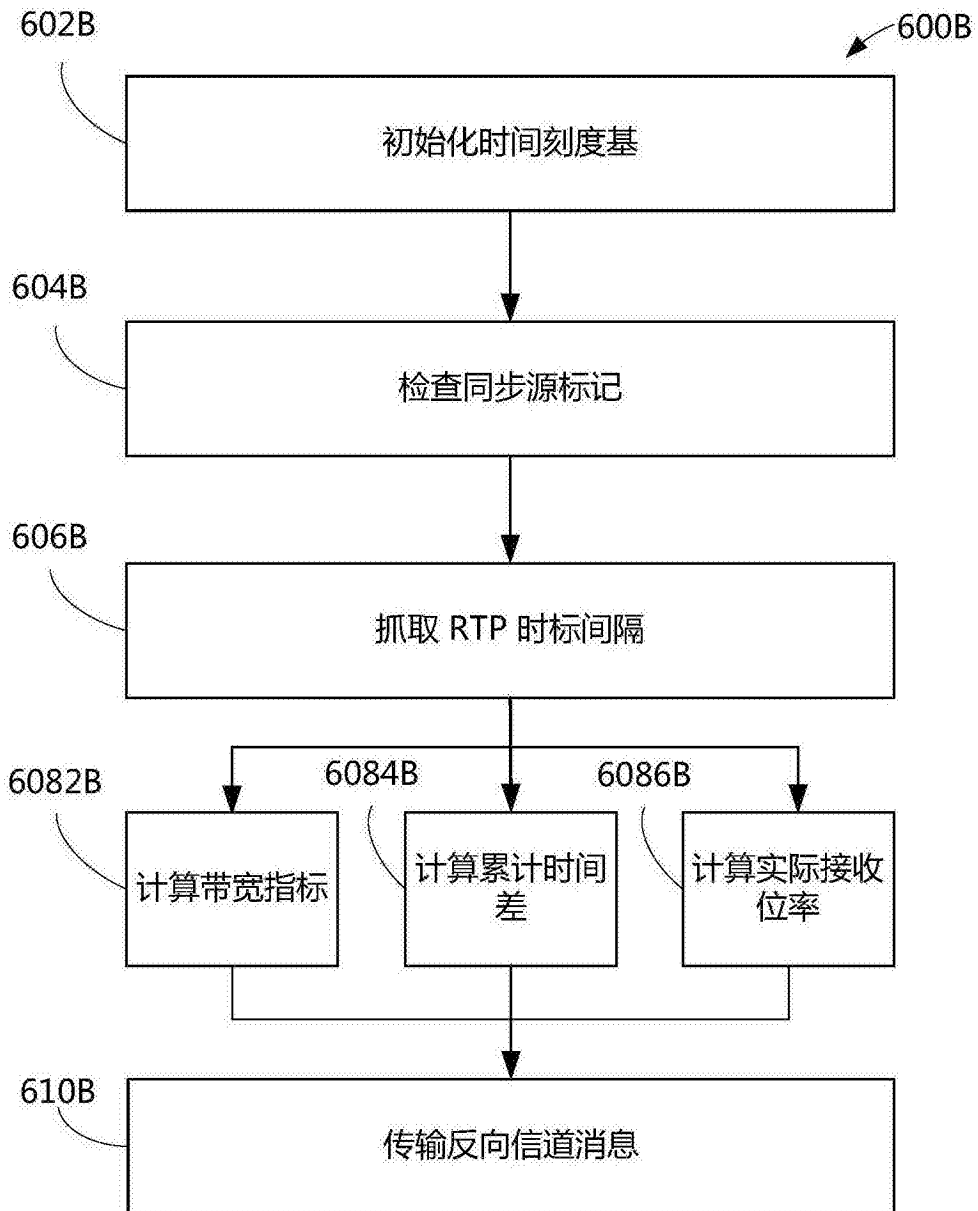 602B
600B
初始化时间刻度基
604B
检查同步源标记
606B
抓取 RTP 时标间隔
6082B
6084B
6086B
计算带宽指标
计算累计时间
差
计算实际接收
位率
610B
传输反向信道消息